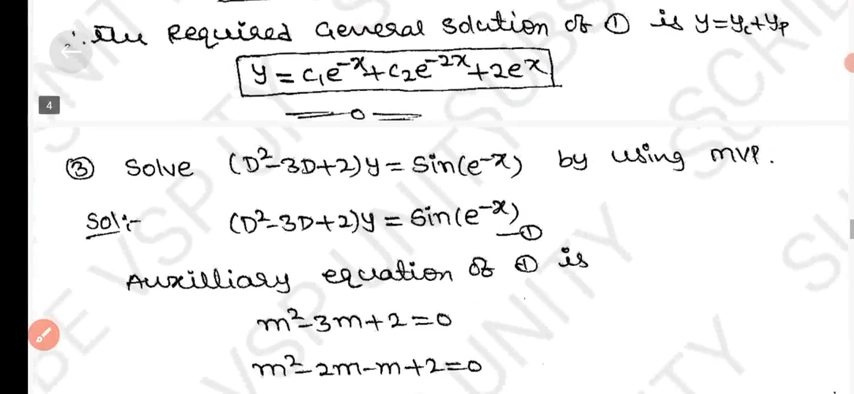 ∴ The Required General Solution of ① is y=yc+yp
y = c₁e⁻ˣ+c₂e⁻²ˣ+2eˣ
4
③ Solve (D²-3D+2)y = Sin(e⁻ˣ) by using MVP.
Sol:- (D²-3D+2)y = Sin(e⁻ˣ) —①
Auxilliary equation of ① is
m²-3m+2=0
m²-2m-m+2=0